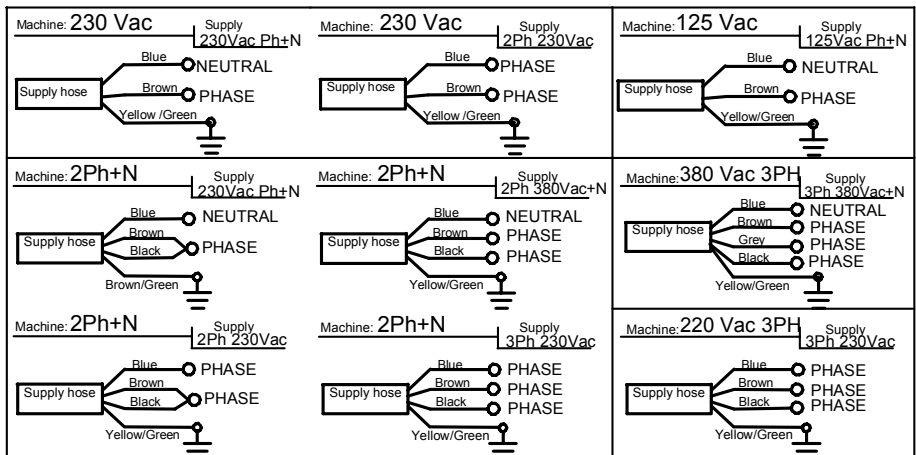 Machine: 230 Vac
Supply
230Vac Ph+N
Blue
NEUTRAL
Supply hose
Brown
PHASE
Yellow /Green
Machine: 230 Vac
Supply
2Ph 230Vac
Blue
PHASE
Supply hose
Brown
PHASE
Yellow /Green
Machine: 125 Vac
Supply
125Vac Ph+N
Blue
NEUTRAL
Supply hose
Brown
PHASE
Yellow/Green
Machine: 2Ph+N
Supply
230Vac Ph+N
Blue
NEUTRAL
Brown
Supply hose
PHASE
Black
Brown/Green
Machine: 2Ph+N
Supply
2Ph 380Vac+N
Blue
NEUTRAL
Brown
PHASE
Supply hose
Black
PHASE
Yellow/Green
Machine: 380 Vac 3PH
Supply
3Ph 380Vac+N
Blue
NEUTRAL
Brown
PHASE
Supply hose
Grey
PHASE
Black
PHASE
Yellow/Green
Machine: 2Ph+N
Supply
2Ph 230Vac
Blue
PHASE
Brown
Supply hose
PHASE
Black
Yellow/Green
Machine: 2Ph+N
Supply
3Ph 230Vac
Blue
PHASE
Brown
PHASE
Supply hose
Black
PHASE
Yellow/Green
Machine: 220 Vac 3PH
Supply
3Ph 230Vac
Blue
PHASE
Brown
PHASE
Supply hose
Black
PHASE
Yellow/Green